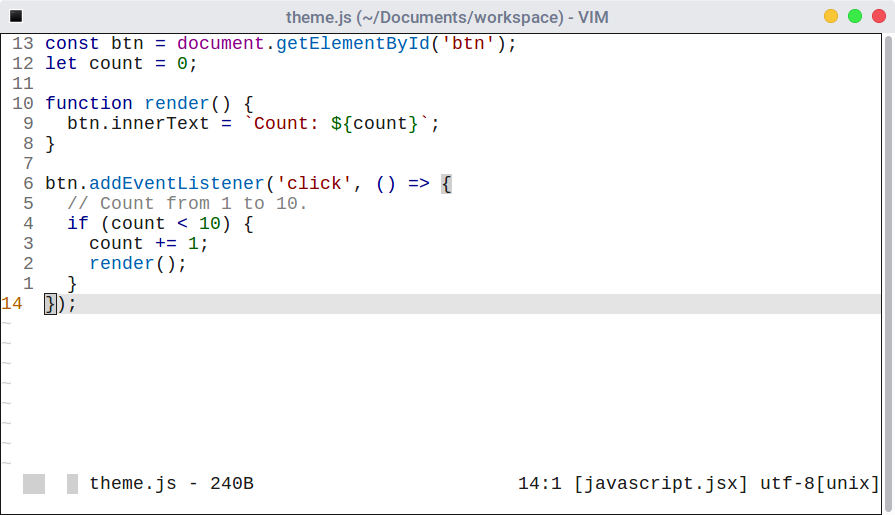 theme.js (~/Documents/workspace) - VIM
13 const btn = document.getElementById('btn');
12 let count = 0;
11
10 function render() {
9   btn.innerText = `Count: ${count}`;
8 }
7
6 btn.addEventListener('click', () => {
5   // Count from 1 to 10.
4   if (count < 10) {
3     count += 1;
2     render();
1   }
14  });
~
~
~
~
~
~
~
~
theme.js - 240B 14:1 [javascript.jsx] utf-8[unix]